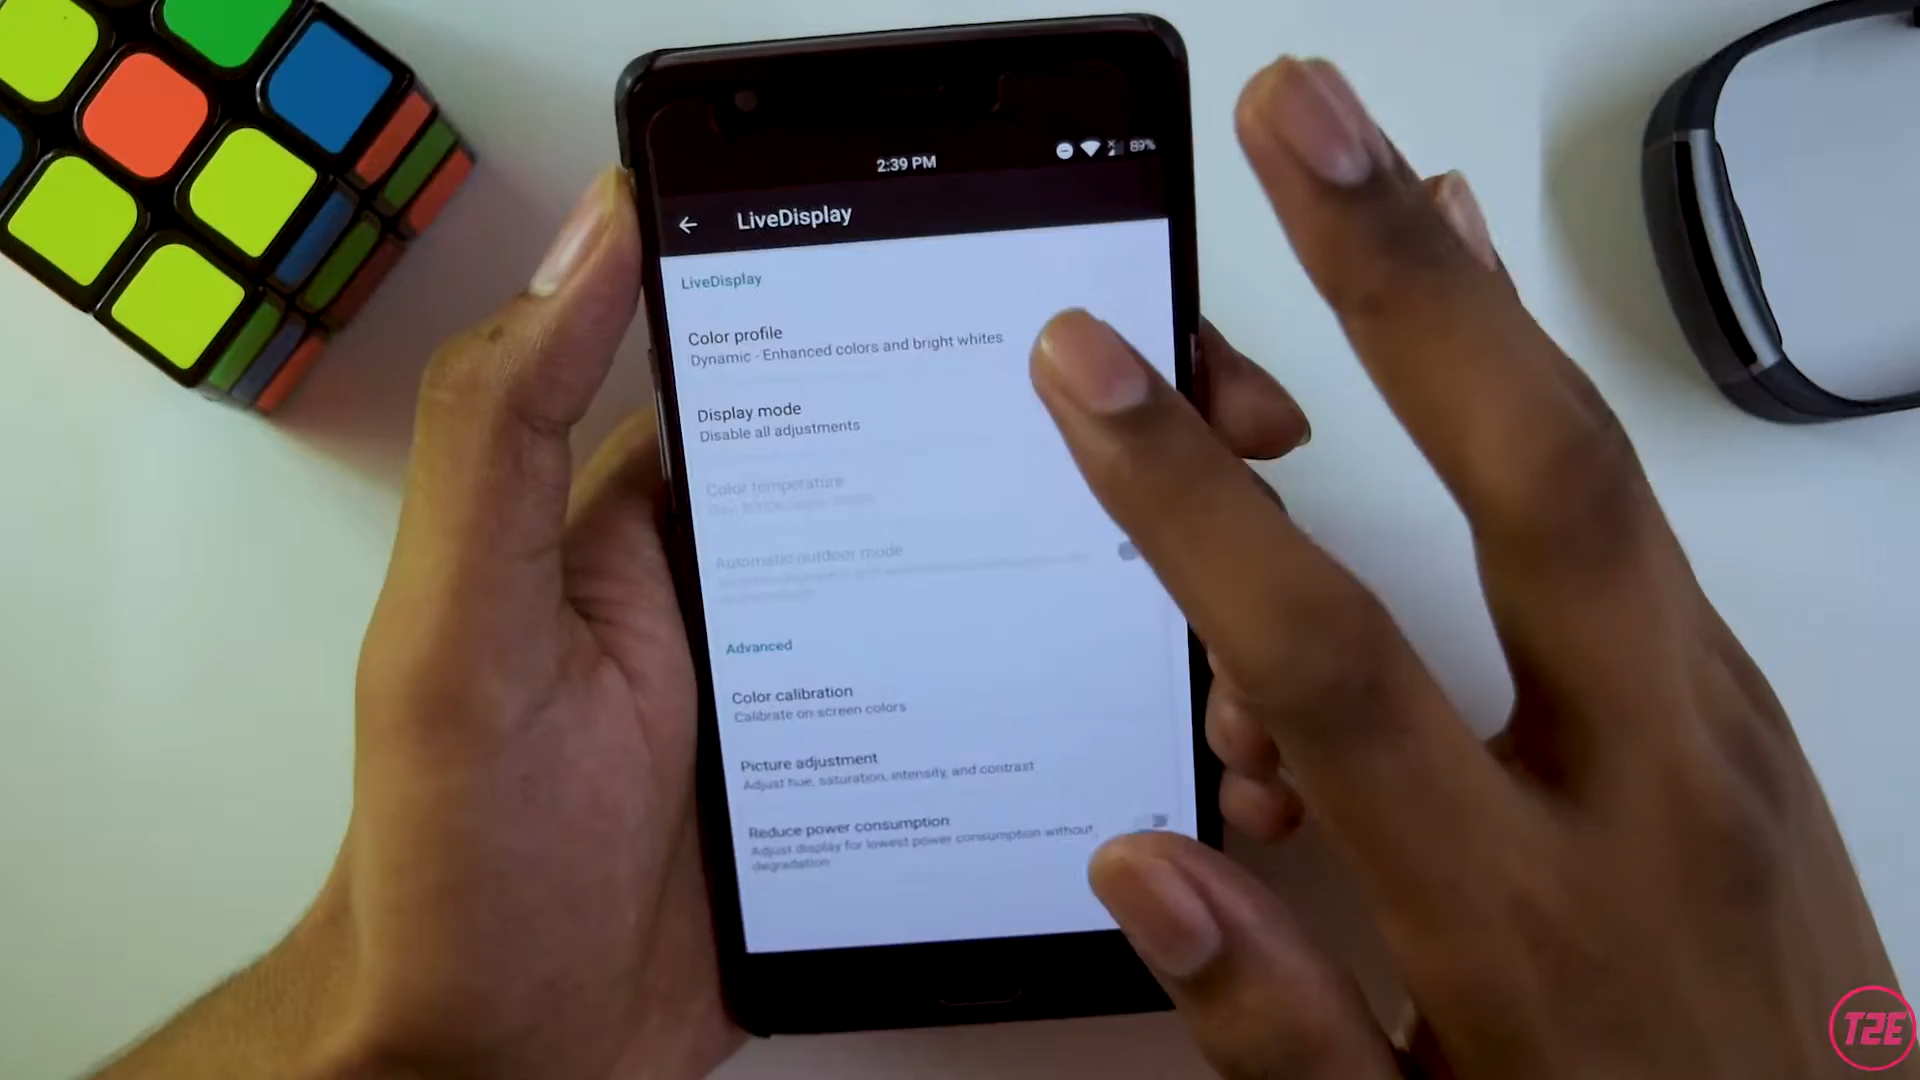 2:39 PM
89%
LiveDisplay
LiveDisplay
Color profile
Dynamic - Enhanced colors and bright whites
Display mode
Disable all adjustments
Color temperature
Automatic outdoor mode
Advanced
Color calibration
Calibrate on screen colors
Picture adjustment
Adjust hue, saturation, intensity, and contrast
Reduce power consumption
Adjust display for lowest power consumption without
degradation
T2E